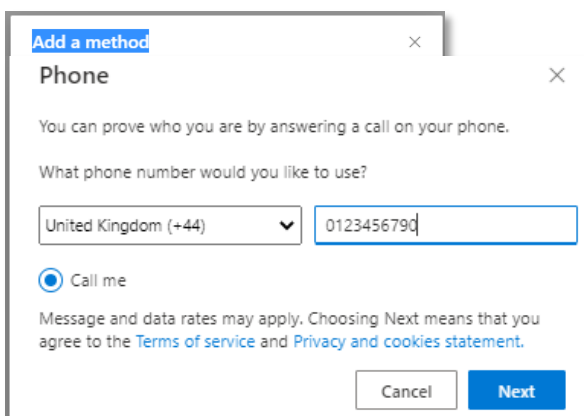 Add a method
Phone
You can prove who you are by answering a call on your phone.
What phone number would you like to use?
United Kingdom (+44) 0123456790
Call me
Message and data rates may apply. Choosing Next means that you
agree to the Terms of service and Privacy and cookies statement.
Cancel Next